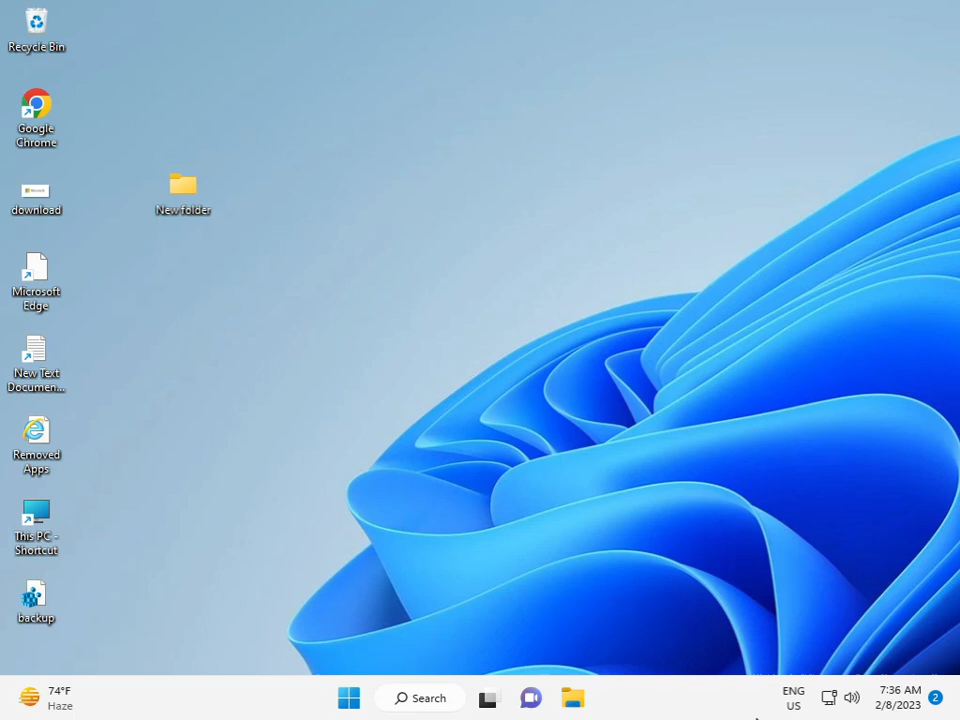 Recycle Bin
Google
Chrome
download
New folder
Microsoft
Edge
New Text
Documen...
Removed
Apps
This PC -
Shortcut
backup
74°F
Haze
Search
ENG
US
7:36 AM
2/8/2023
2